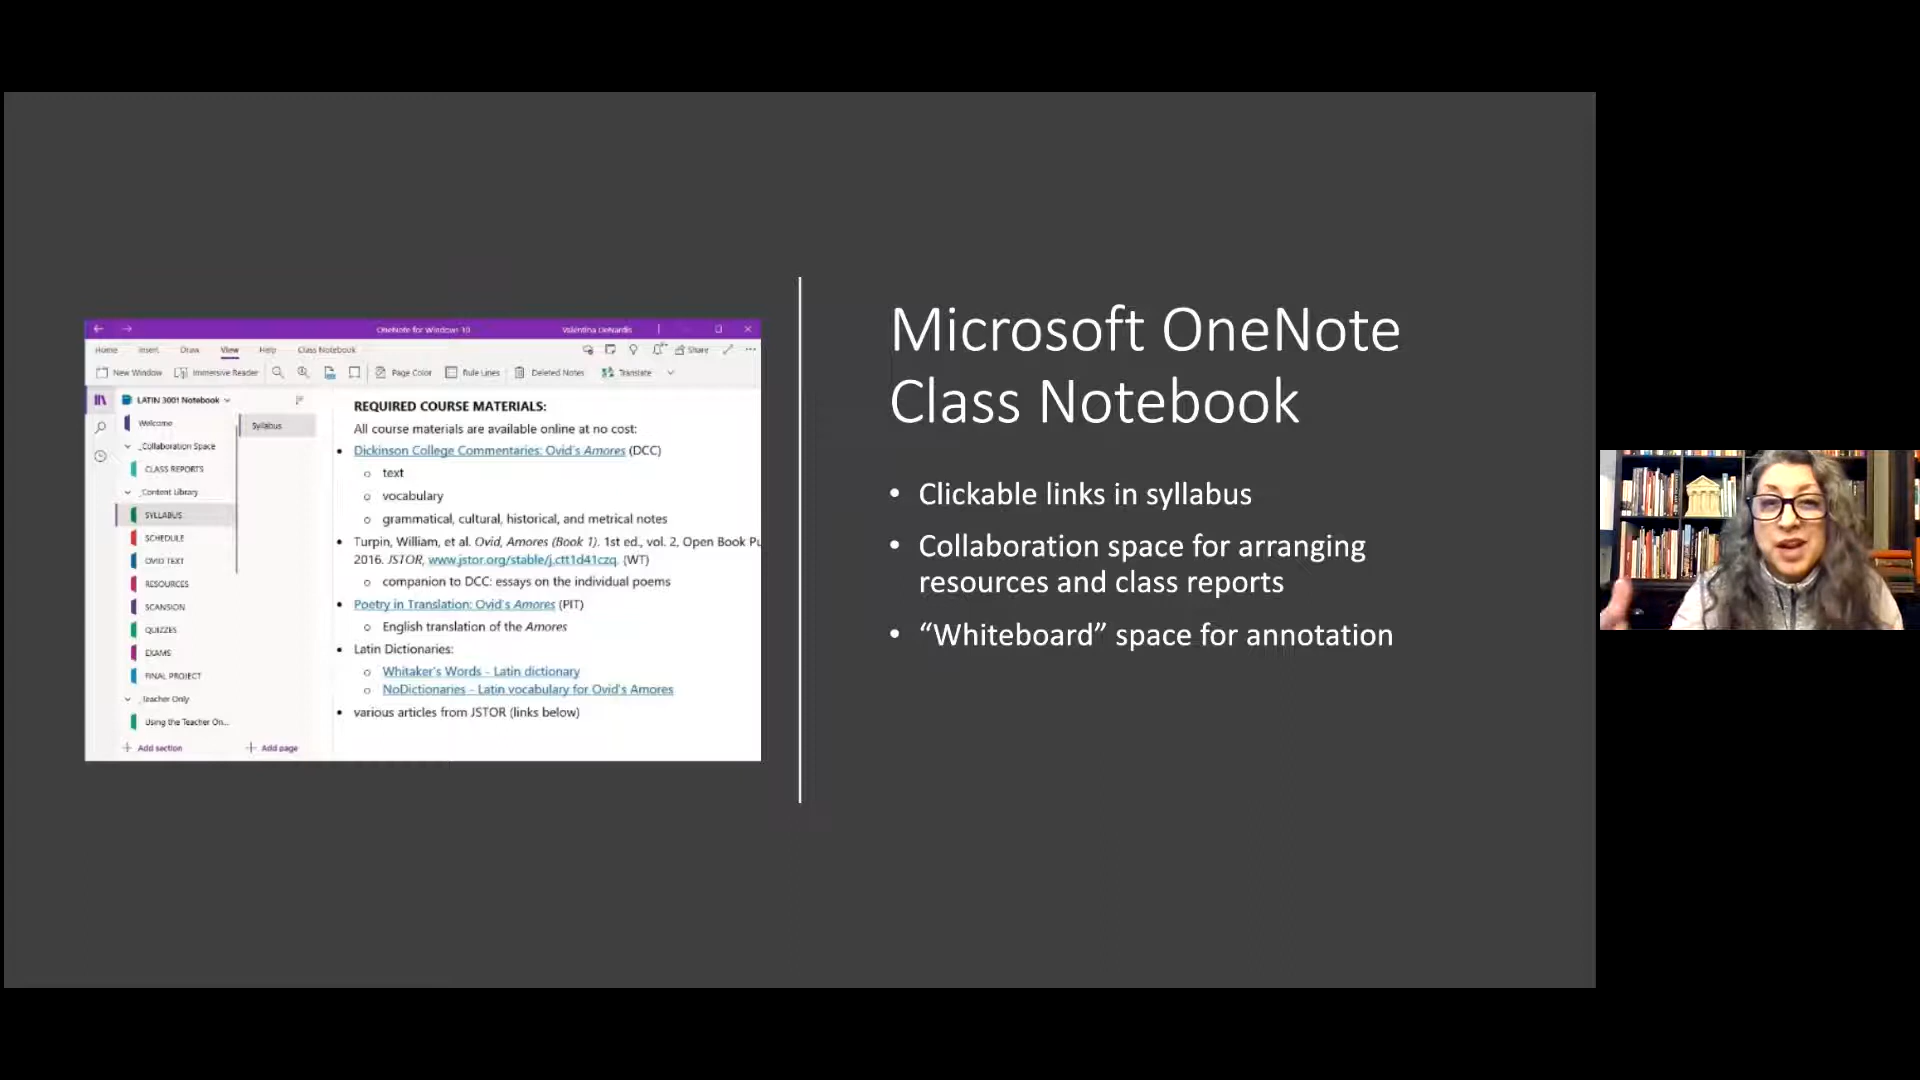 OneNote for Windows 10
Valentina DeNardis
Home Insert Draw View Help Class Notebook
Share
New Window Immersive Reader Page Color Rule Lines Deleted Notes Translate
LATIN 3001 Notebook
Welcome
_Collaboration Space
CLASS REPORTS
_Content Library
SYLLABUS
SCHEDULE
OVID TEXT
RESOURCES
SCANSION
QUIZZES
EXAMS
FINAL PROJECT
_Teacher Only
Using the Teacher On...
+ Add section
Syllabus
+ Add page
REQUIRED COURSE MATERIALS:
All course materials are available online at no cost:
• Dickinson College Commentaries: Ovid's Amores (DCC)
o text
o vocabulary
o grammatical, cultural, historical, and metrical notes
• Turpin, William, et al. Ovid, Amores (Book 1). 1st ed., vol. 2, Open Book Pu
2016. JSTOR, www.jstor.org/stable/j.ctt1d41czq. (WT)
o companion to DCC: essays on the individual poems
• Poetry in Translation: Ovid's Amores (PIT)
o English translation of the Amores
• Latin Dictionaries:
o Whitaker's Words - Latin dictionary
o NoDictionaries - Latin vocabulary for Ovid's Amores
• various articles from JSTOR (links below)
Microsoft OneNote
Class Notebook
• Clickable links in syllabus
• Collaboration space for arranging
resources and class reports
• “Whiteboard” space for annotation